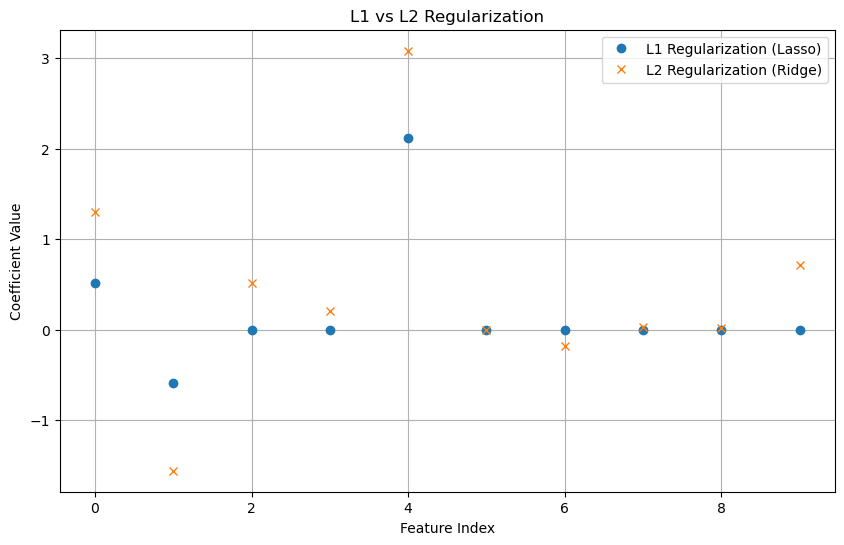 L1 vs L2 Regularization
L1 Regularization (Lasso)
L2 Regularization (Ridge)
Coefficient Value
3
2
1
0
−1
0
2
4
6
8
Feature Index